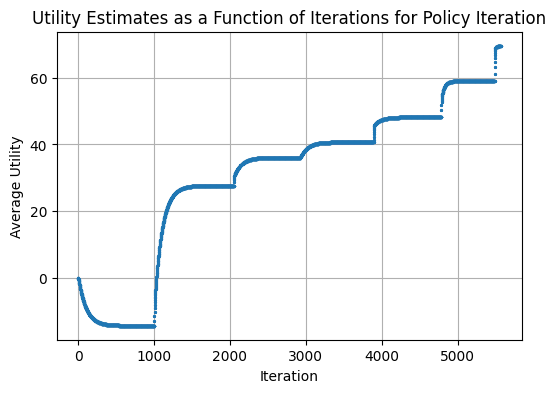 Utility Estimates as a Function of Iterations for Policy Iteration
Average Utility
60
40
20
0
0 1000 2000 3000 4000 5000
Iteration